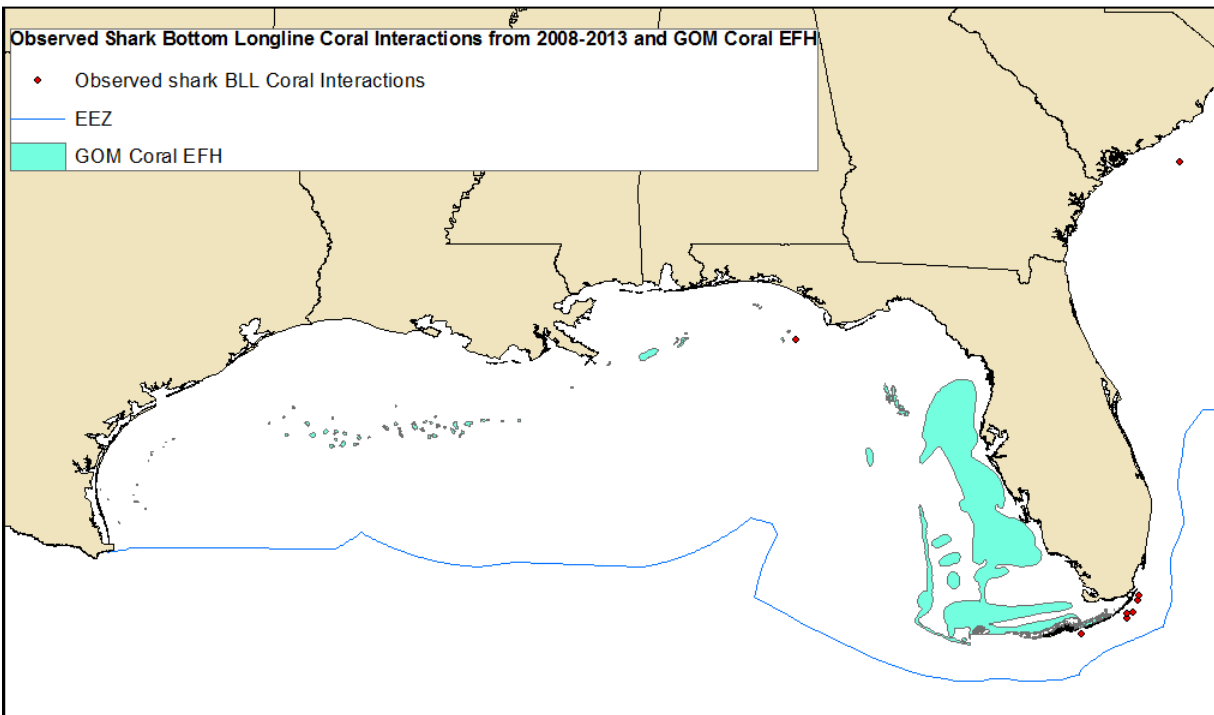 Observed Shark Bottom Longline Coral Interactions from 2008-2013 and GOM Coral EFH
Observed shark BLL Coral Interactions
EEZ
GOM Coral EFH